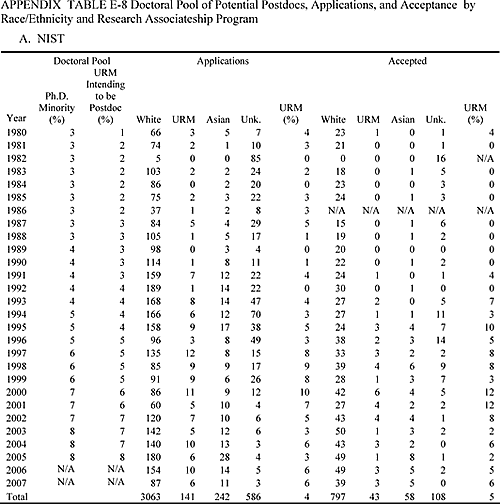 APPENDIX TABLE E-8 Doctoral Pool of Potential Postdocs, Applications, and Acceptance by
Race/Ethnicity and Research Associateship Program
A. NIST
Doctoral Pool Applications Accepted
URM
Intending
Ph.D. to be URM URM
Minority Postdoc White URM Asian Unk. (%) White URM Asian Unk. (%)
Year (%) (%)
1980 3 1 66 3 5 7 4 23 1 0 1 4
1981 3 2 74 2 1 10 3 21 0 0 1 0
1982 3 2 5 0 0 85 0 0 0 0 16 N/A
1983 3 2 103 2 2 24 2 18 0 1 5 0
1984 3 2 86 0 2 20 0 23 0 0 3 0
1985 3 2 75 2 3 22 3 24 0 1 3 0
1986 3 2 37 1 2 8 3 N/A N/A N/A N/A N/A
1987 3 3 84 5 4 29 5 15 0 1 6 0
1988 3 3 105 1 5 17 1 19 0 1 2 0
1989 4 3 98 0 3 4 0 20 0 0 0 0
1990 4 3 114 1 8 11 1 22 0 1 2 0
1991 4 3 159 7 12 22 4 24 1 0 1 4
1992 4 4 189 1 14 22 0 30 0 1 0 0
1993 4 3 168 8 14 47 4 27 2 0 5 7
1994 5 4 166 6 12 70 3 27 1 1 11 3
1995 5 4 158 9 17 38 5 24 3 4 7 10
1996 5 5 96 3 8 49 3 38 2 3 14 5
1997 6 5 135 12 8 15 8 33 3 2 2 8
1998 6 5 85 9 9 17 9 39 4 6 9 8
1999 6 5 91 9 6 26 8 28 1 3 7 3
2000 7 6 86 11 9 12 10 42 6 4 5 12
2001 7 6 60 5 10 4 7 27 4 2 2 12
2002 7 7 120 7 10 6 5 43 4 4 1 8
2003 8 7 142 5 12 6 3 50 1 3 2 2
2004 8 7 140 10 13 3 6 43 3 2 0 6
2005 8 8 180 6 28 4 3 49 1 8 1 2
2006 N/A N/A 154 10 14 5 6 49 3 5 2 5
2007 N/A N/A 87 6 11 3 6 39 3 5 0 6
Total 3063 141 242 586 4 797 43 58 108 5